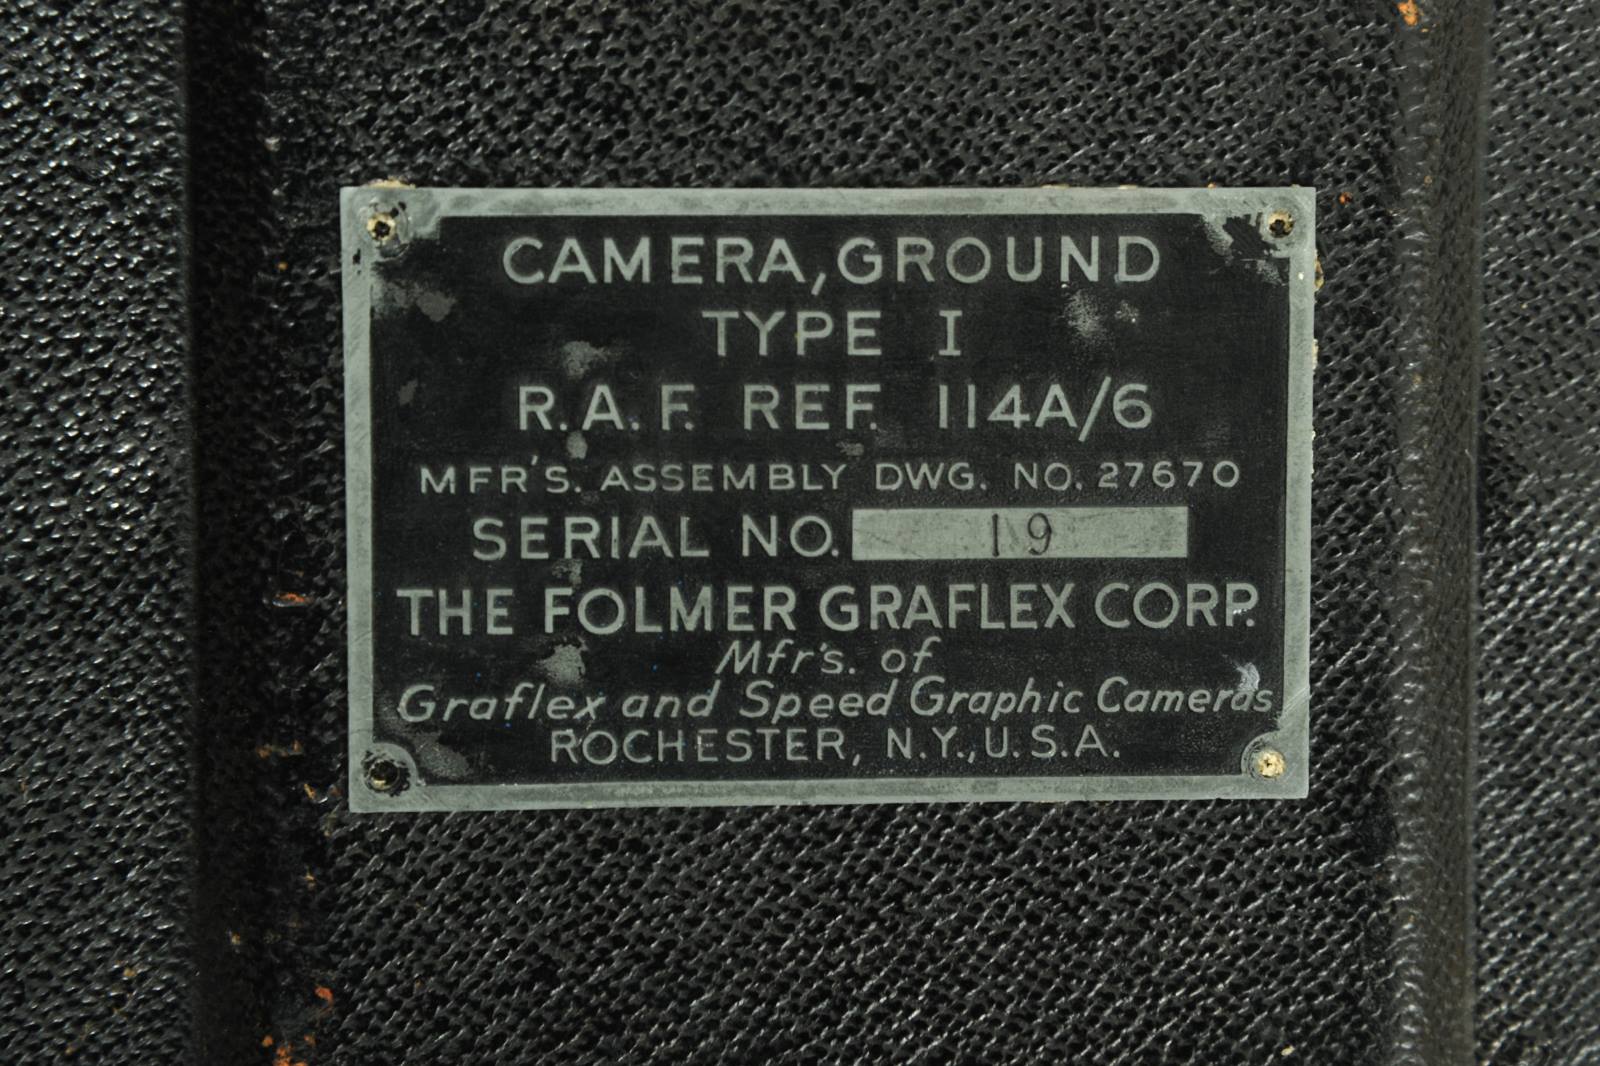 CAMERA, GROUND
TYPE I
R.A.F. REF. 114A/6
MFR'S. ASSEMBLY DWG. NO. 27670
SERIAL NO. 19
THE FOLMER GRAFLEX CORP.
Mfr's. of
Graflex and Speed Graphic Cameras
ROCHESTER, N.Y., U.S.A.